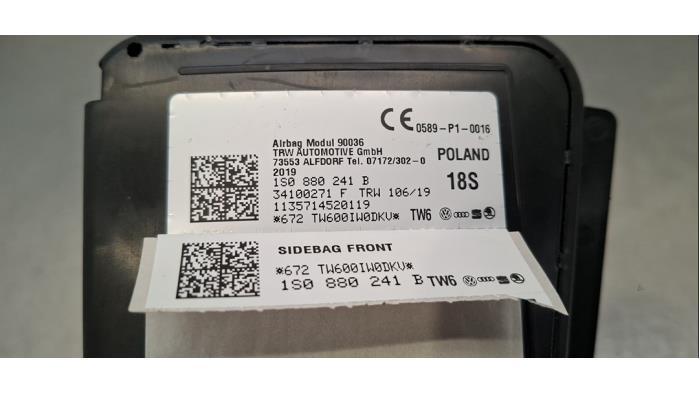 CE 0589-P1-0016
Airbag Modul 90036
TRW AUTOMOTIVE GmbH
73553 ALFDORF Tel. 07172/302-0
POLAND
2019
1S0 880 241 B
18S
34100271 F TRW 106/19
1135714520119
*672 TW600IW0DKV* TW6
SIDEBAG FRONT
*672 TW600IW0DKV*
1S0 880 241 B TW6